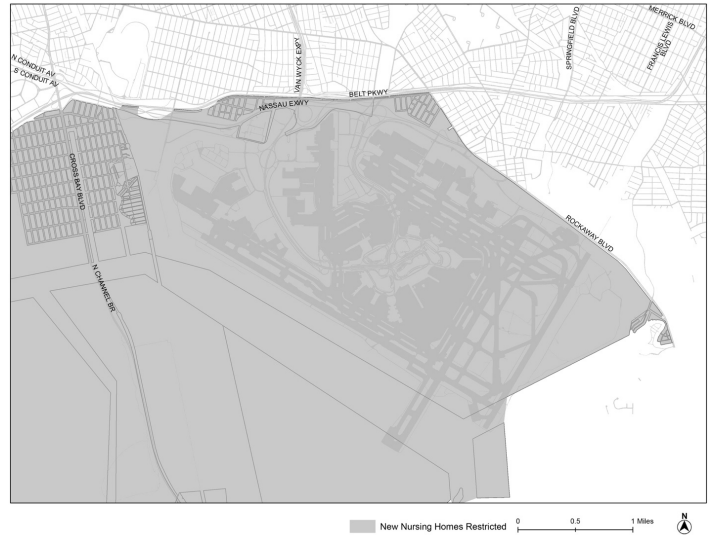 MERRICK BLVD
FRANCIS LEWIS
BLVD
SPRINGFIELD BLVD
VAN WYCK EXPY
N CONDUIT AV
S CONDUIT AV
BELT PKWY
NASSAU EXWY
CROSS BAY BLVD
ROCKAWAY BLVD
N CHANNEL BR
New Nursing Homes Restricted
0 0.5 1 Miles
N